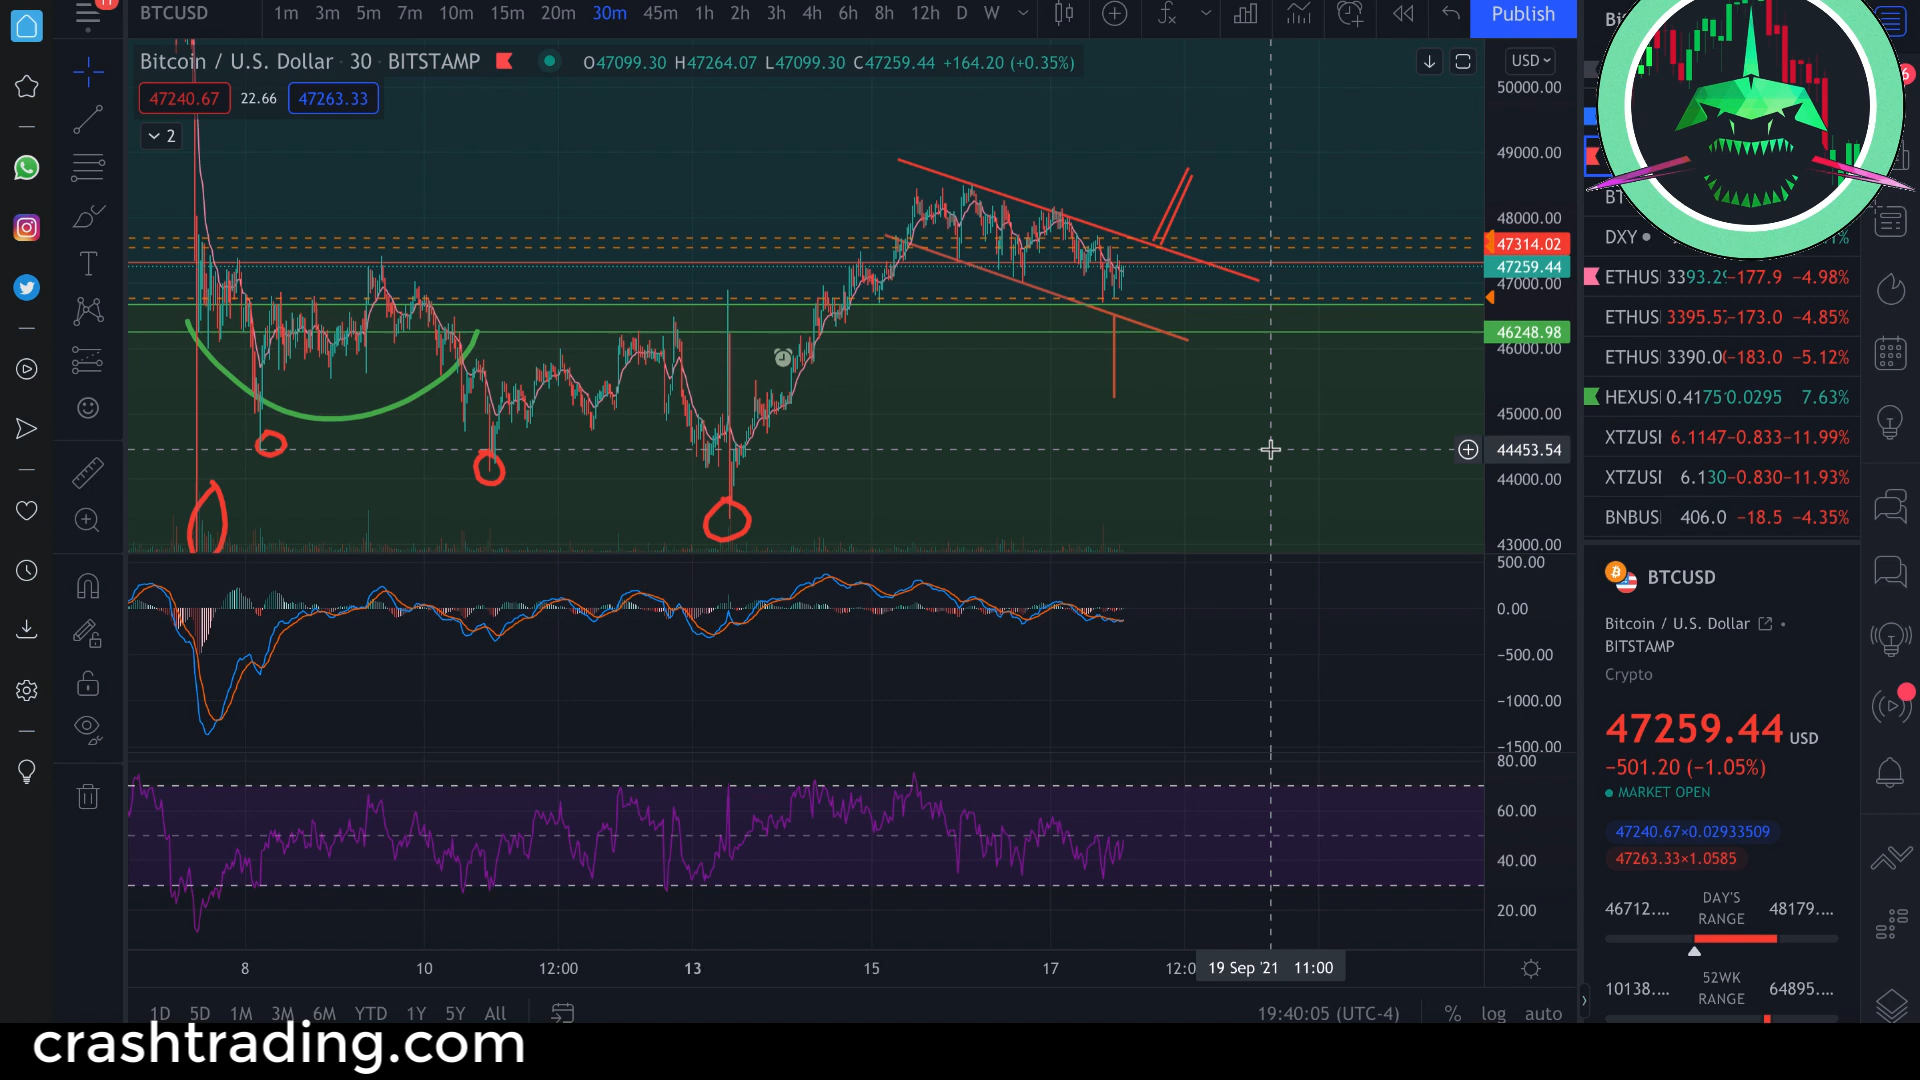 11
BTCUSD 1m 3m 5m 7m 10m 15m 20m 30m 45m 1h 2h 3h 4h 6h 8h 12h D W Publish
Bitcoin / U.S. Dollar · 30 · BITSTAMP O47099.30 H47264.07 L47099.30 C47259.44 +164.20 (+0.35%) USD
47240.67 22.66 47263.33
2
50000.00
49000.00
48000.00
47314.02
47259.44
47000.00
46248.98
46000.00
45000.00
44453.54
44000.00
43000.00
500.00
0.00
−500.00
−1000.00
−1500.00
80.00
60.00
40.00
20.00
8 10 12:00 13 15 17 12:0 19 Sep '21 11:00
1D 5D 1M 3M 6M YTD 1Y 5Y All 19:40:05 (UTC-4) % log auto
Bi
BT
DXY
ETHUS 3393.2 −177.9 −4.98%
ETHUS 3395.5 −173.0 −4.85%
ETHUS 3390.0 −183.0 −5.12%
HEXUS 0.4175 0.0295 7.63%
XTZUSI 6.1147 −0.833 −11.99%
XTZUSI 6.130 −0.830 −11.93%
BNBUS 406.0 −18.5 −4.35%
BTCUSD
Bitcoin / U.S. Dollar •
BITSTAMP
Crypto
47259.44 USD
−501.20 (−1.05%)
MARKET OPEN
47240.67×0.02933509
47263.33×1.0585
46712.... DAY'S RANGE 48179....
10138.... 52WK RANGE 64895....
crashtrading.com